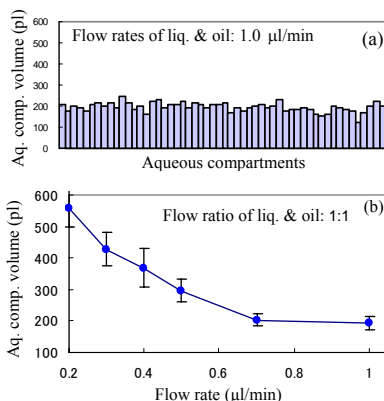 Flow rates of liq. & oil: 1.0 μl/min (a)
Aq. comp. volume (pl)
600
500
400
300
200
100
0
Aqueous compartments
(b)
Flow ratio of liq. & oil: 1:1
Aq. comp. volume (pl)
600
500
400
300
200
100
0.2 0.4 0.6 0.8 1
Flow rate (μl/min)